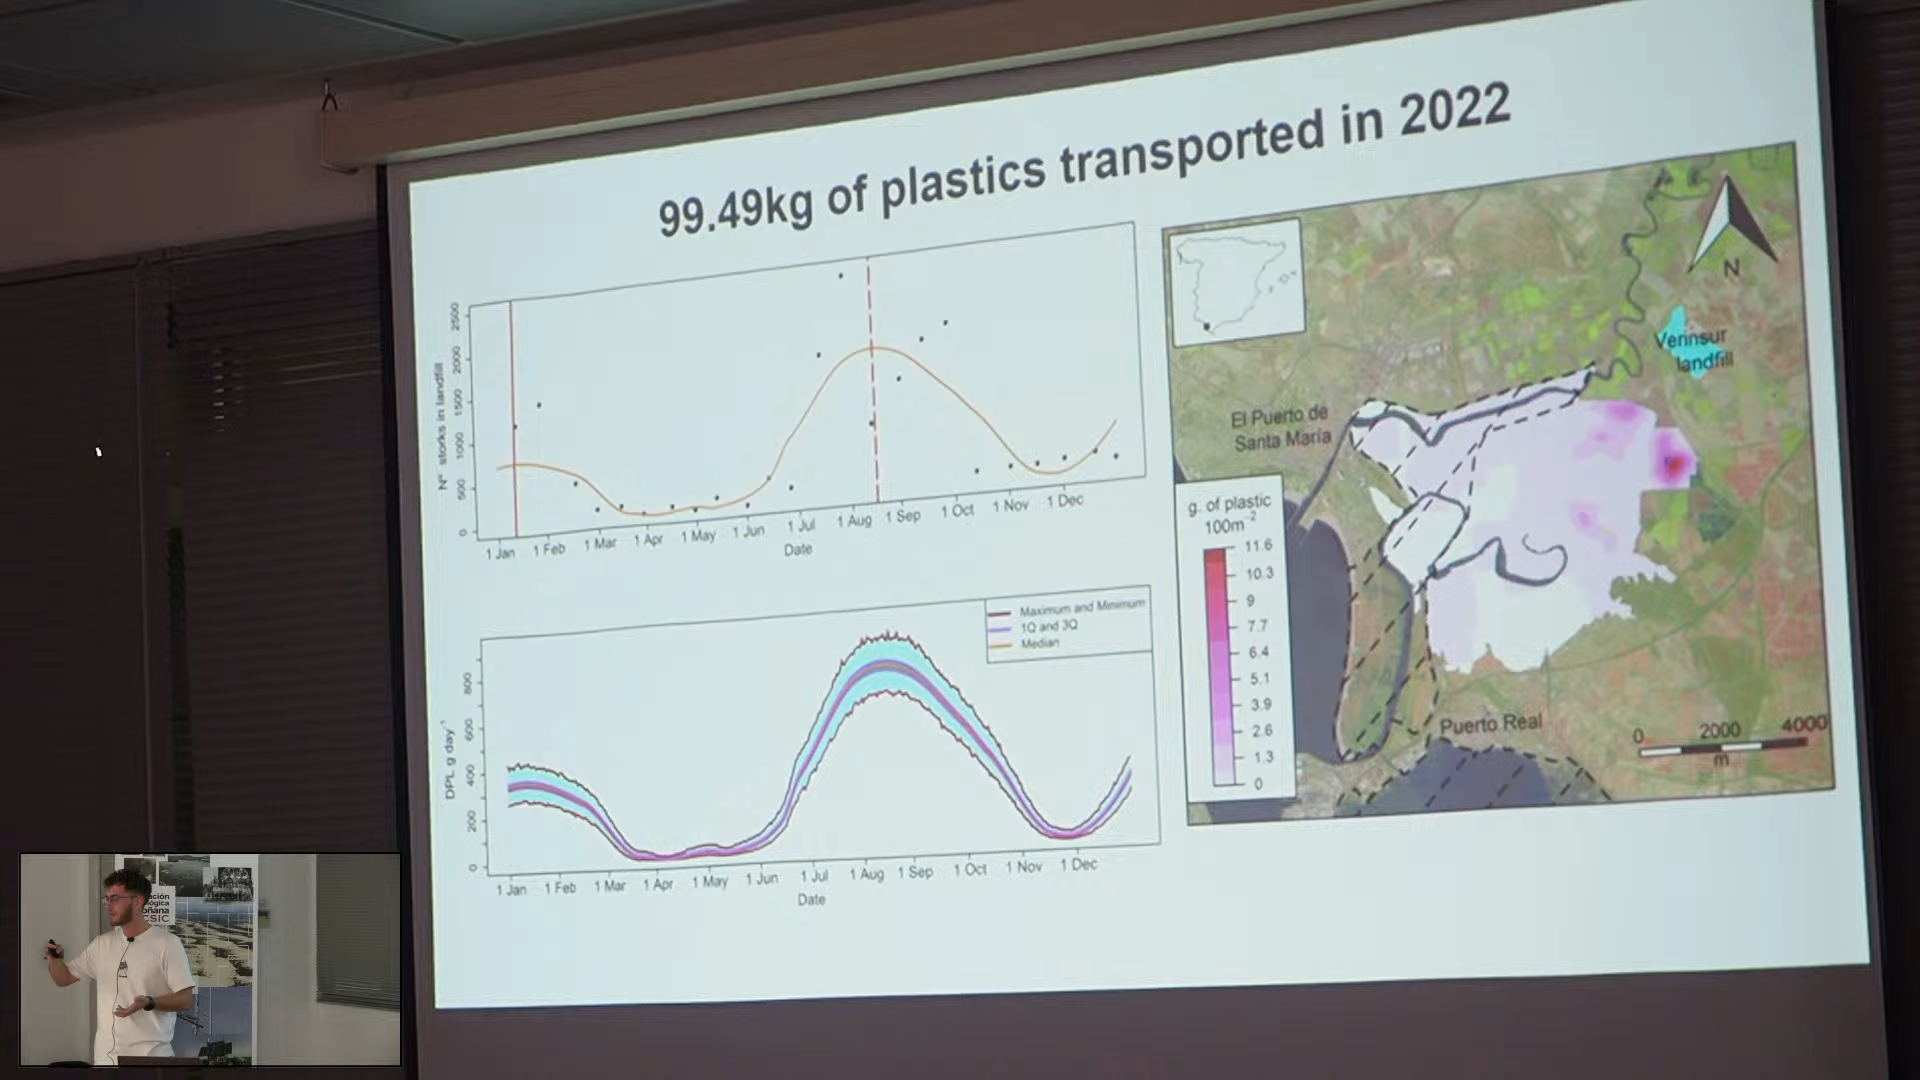 99.49kg of plastics transported in 2022
Nº storks in landfill
2500
2000
1500
1000
500
0
1 Jan
1 Feb
1 Mar
1 Apr
1 May
1 Jun
1 Jul
1 Aug
1 Sep
1 Oct
1 Nov
1 Dec
Date
Maximum and Minimum
1Q and 3Q
Median
DPL g day⁻¹
800
600
400
200
0
1 Jan
1 Feb
1 Mar
1 Apr
1 May
1 Jun
1 Jul
1 Aug
1 Sep
1 Oct
1 Nov
1 Dec
Date
N
Verinsur
landfill
El Puerto de
Santa María
g. of plastic
100m⁻²
11.6
10.3
9
7.7
6.4
5.1
3.9
2.6
1.3
0
Puerto Real
0 2000 4000
m
CSIC